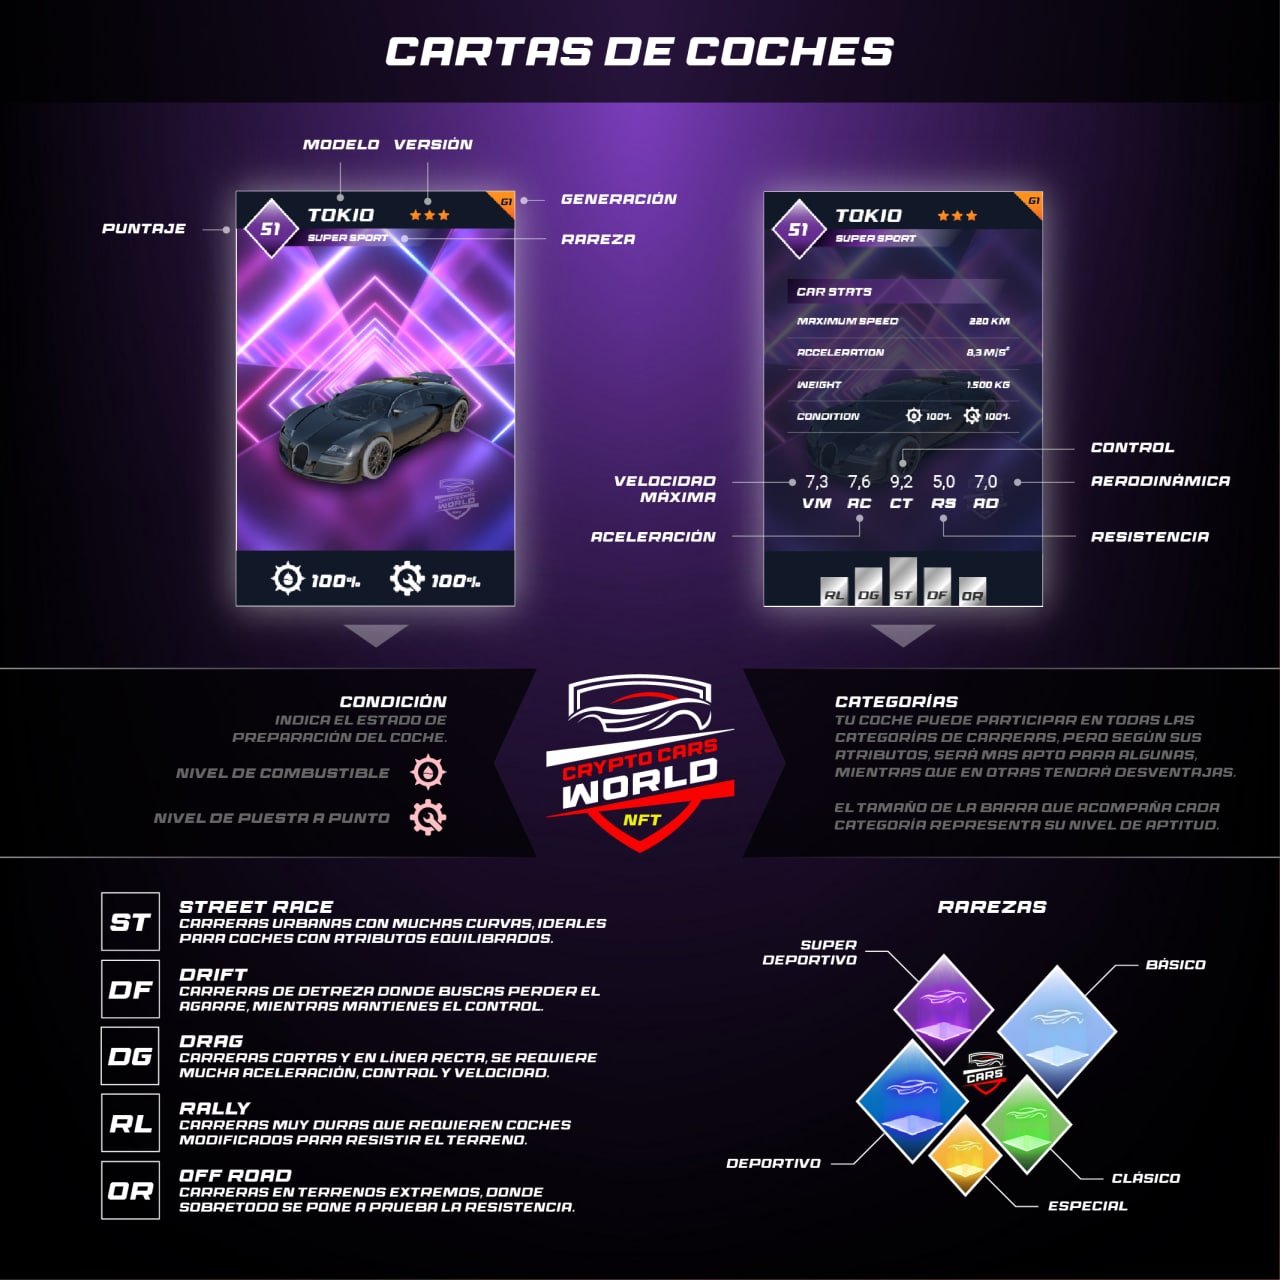 CARTAS DE COCHES
MODELO VERSIÓN
PUNTAJE
GENERACIÓN
RAREZA
51
TOKIO
SUPER SPORT
G1
CRYPTO CARS
WORLD
100%
100%
51
TOKIO
SUPER SPORT
G1
CAR STATS
MAXIMUM SPEED 220 KM
ACCELERATION 8,3 M/S²
WEIGHT 1.500 KG
CONDITION 100% 100%
7,3 7,6 9,2 5,0 7,0
VM AC CT RS AD
RL DG ST DF OR
CONTROL
VELOCIDAD
MÁXIMA
AERODINÁMICA
ACELERACIÓN
RESISTENCIA
CONDICIÓN
INDICA EL ESTADO DE
PREPARACIÓN DEL COCHE.
NIVEL DE COMBUSTIBLE
NIVEL DE PUESTA A PUNTO
CRYPTO CARS
WORLD
NFT
CATEGORÍAS
TU COCHE PUEDE PARTICIPAR EN TODAS LAS
CATEGORÍAS DE CARRERAS, PERO SEGÚN SUS
ATRIBUTOS, SERÁ MAS APTO PARA ALGUNAS,
MIENTRAS QUE EN OTRAS TENDRÁ DESVENTAJAS.
EL TAMAÑO DE LA BARRA QUE ACOMPAÑA CADA
CATEGORÍA REPRESENTA SU NIVEL DE APTITUD.
ST
STREET RACE
CARRERAS URBANAS CON MUCHAS CURVAS, IDEALES
PARA COCHES CON ATRIBUTOS EQUILIBRADOS.
DF
DRIFT
CARRERAS DE DETREZA DONDE BUSCAS PERDER EL
AGARRE, MIENTRAS MANTIENES EL CONTROL.
DG
DRAG
CARRERAS CORTAS Y EN LÍNEA RECTA, SE REQUIERE
MUCHA ACELERACIÓN, CONTROL Y VELOCIDAD.
RL
RALLY
CARRERAS MUY DURAS QUE REQUIEREN COCHES
MODIFICADOS PARA RESISTIR EL TERRENO.
OR
OFF ROAD
CARRERAS EN TERRENOS EXTREMOS, DONDE
SOBRETODO SE PONE A PRUEBA LA RESISTENCIA.
RAREZAS
SUPER
DEPORTIVO
BÁSICO
CARS
DEPORTIVO
CLÁSICO
ESPECIAL